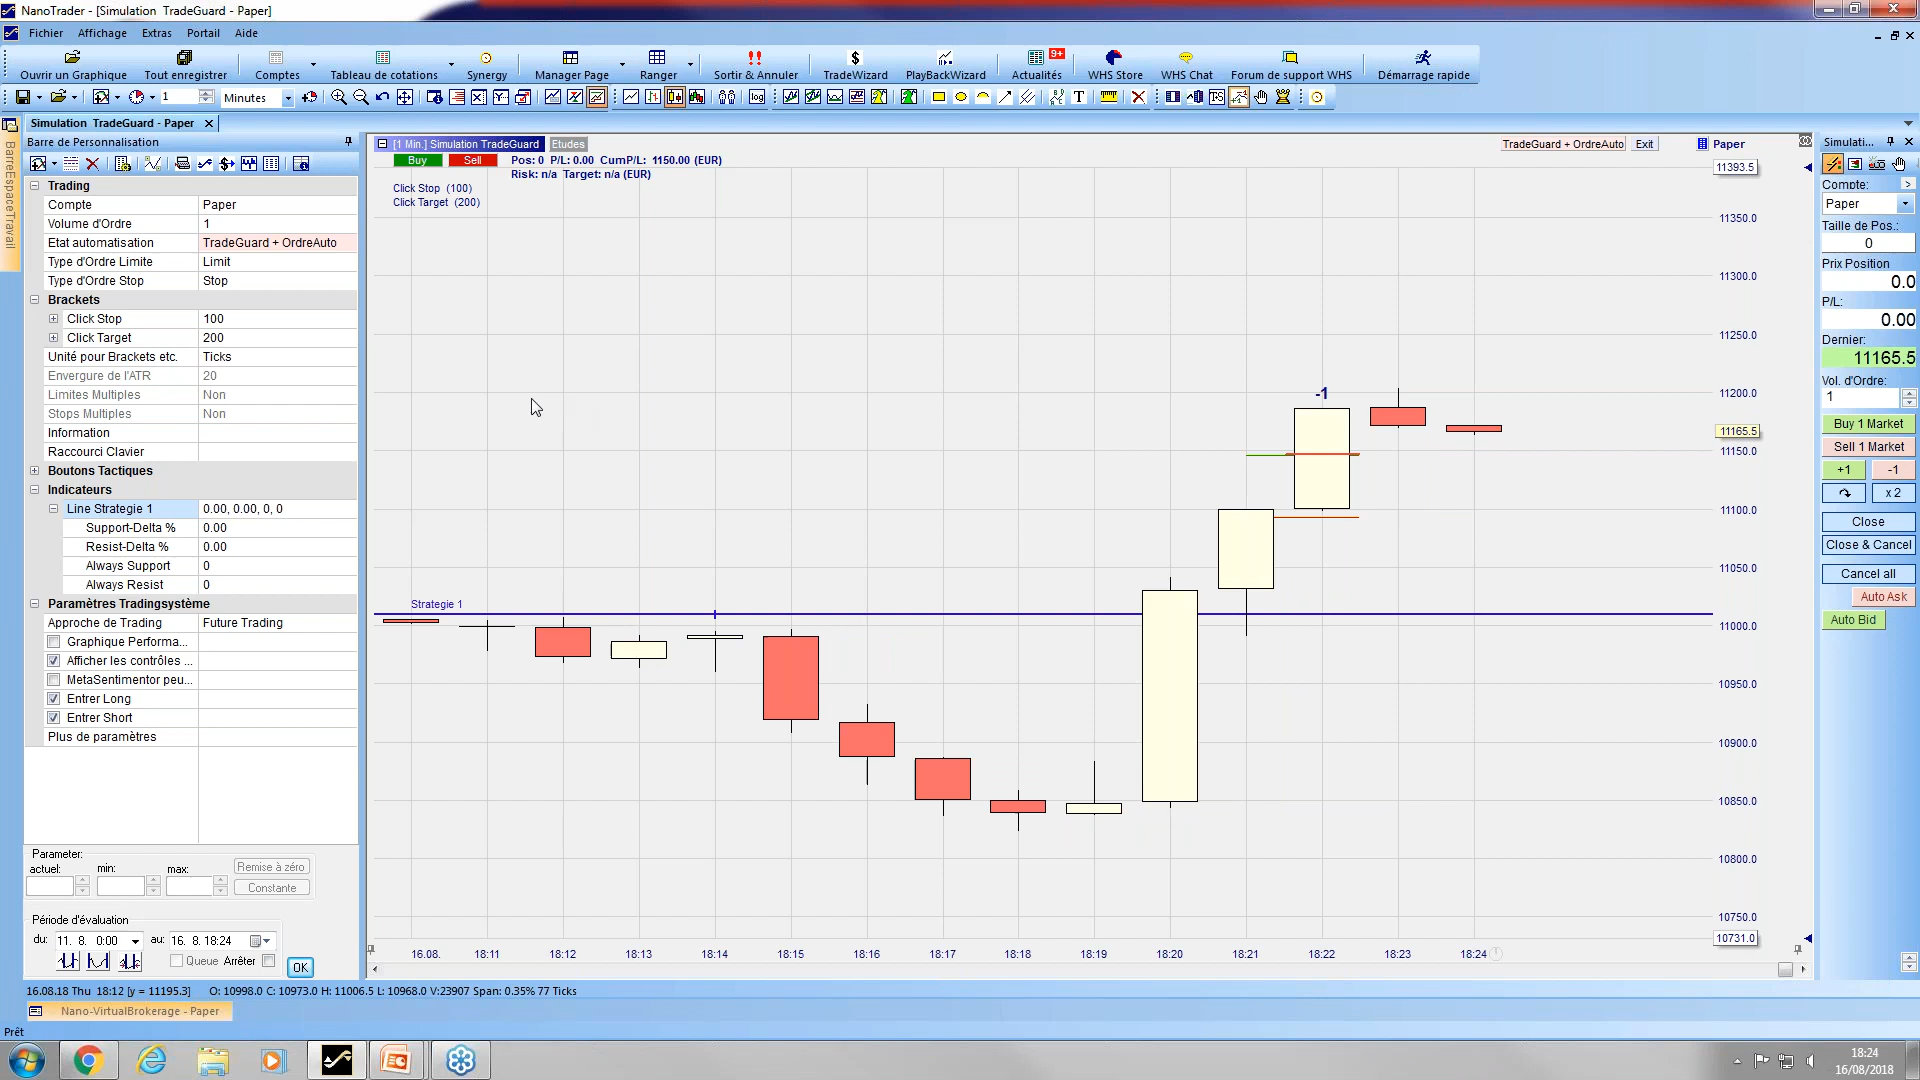 NanoTrader - [Simulation TradeGuard - Paper]
Fichier Affichage Extras Portail Aide
Ouvrir un Graphique Tout enregistrer Comptes Tableau de cotations Synergy Manager Page Ranger Sortir & Annuler TradeWizard PlayBackWizard Actualités 9+ WHS Store WHS Chat Forum de support WHS Démarrage rapide
1 Minutes
Simulation TradeGuard - Paper
BarreEspaceTravail
Barre de Personnalisation
Trading
Compte Paper
Volume d'Ordre 1
Etat automatisation TradeGuard + OrdreAuto
Type d'Ordre Limite Limit
Type d'Ordre Stop Stop
Brackets
Click Stop 100
Click Target 200
Unité pour Brackets etc. Ticks
Envergure de l'ATR 20
Limites Multiples Non
Stops Multiples Non
Information
Raccourci Clavier
Boutons Tactiques
Indicateurs
Line Strategie 1 0.00, 0.00, 0, 0
Support-Delta % 0.00
Resist-Delta % 0.00
Always Support 0
Always Resist 0
Paramètres Tradingsystème
Approche de Trading Future Trading
Graphique Performa...
Afficher les contrôles ...
MetaSentimentor peu...
Entrer Long
Entrer Short
Plus de paramètres
Parameter:
actuel: min: max: Remise à zéro
Constante
Période d'évaluation
du: 11. 8. 0:00 au: 16. 8. 18:24
Queue Arrêter OK
[1 Min.] Simulation TradeGuard Etudes TradeGuard + OrdreAuto Exit Paper
Buy Sell Pos: 0 P/L: 0.00 CumP/L: 1150.00 (EUR)
Risk: n/a Target: n/a (EUR)
Click Stop (100)
Click Target (200)
-1
Strategie 1
11393.5
11350.0
11300.0
11250.0
11200.0
11165.5
11150.0
11100.0
11050.0
11000.0
10950.0
10900.0
10850.0
10800.0
10750.0
10731.0
16.08. 18:11 18:12 18:13 18:14 18:15 18:16 18:17 18:18 18:19 18:20 18:21 18:22 18:23 18:24
Simulati...
Compte: >
Paper
Taille de Pos.:
0
Prix Position
0.0
P/L:
0.00
Dernier:
11165.5
Vol. d'Ordre:
1
Buy 1 Market
Sell 1 Market
+1 -1
x 2
Close
Close & Cancel
Cancel all
Auto Ask
Auto Bid
16.08.18 Thu 18:12 [y = 11195.3] O: 10998.0 C: 10973.0 H: 11006.5 L: 10968.0 V:23907 Span: 0.35% 77 Ticks
Nano-VirtualBrokerage - Paper
Prêt
18:24
16/08/2018